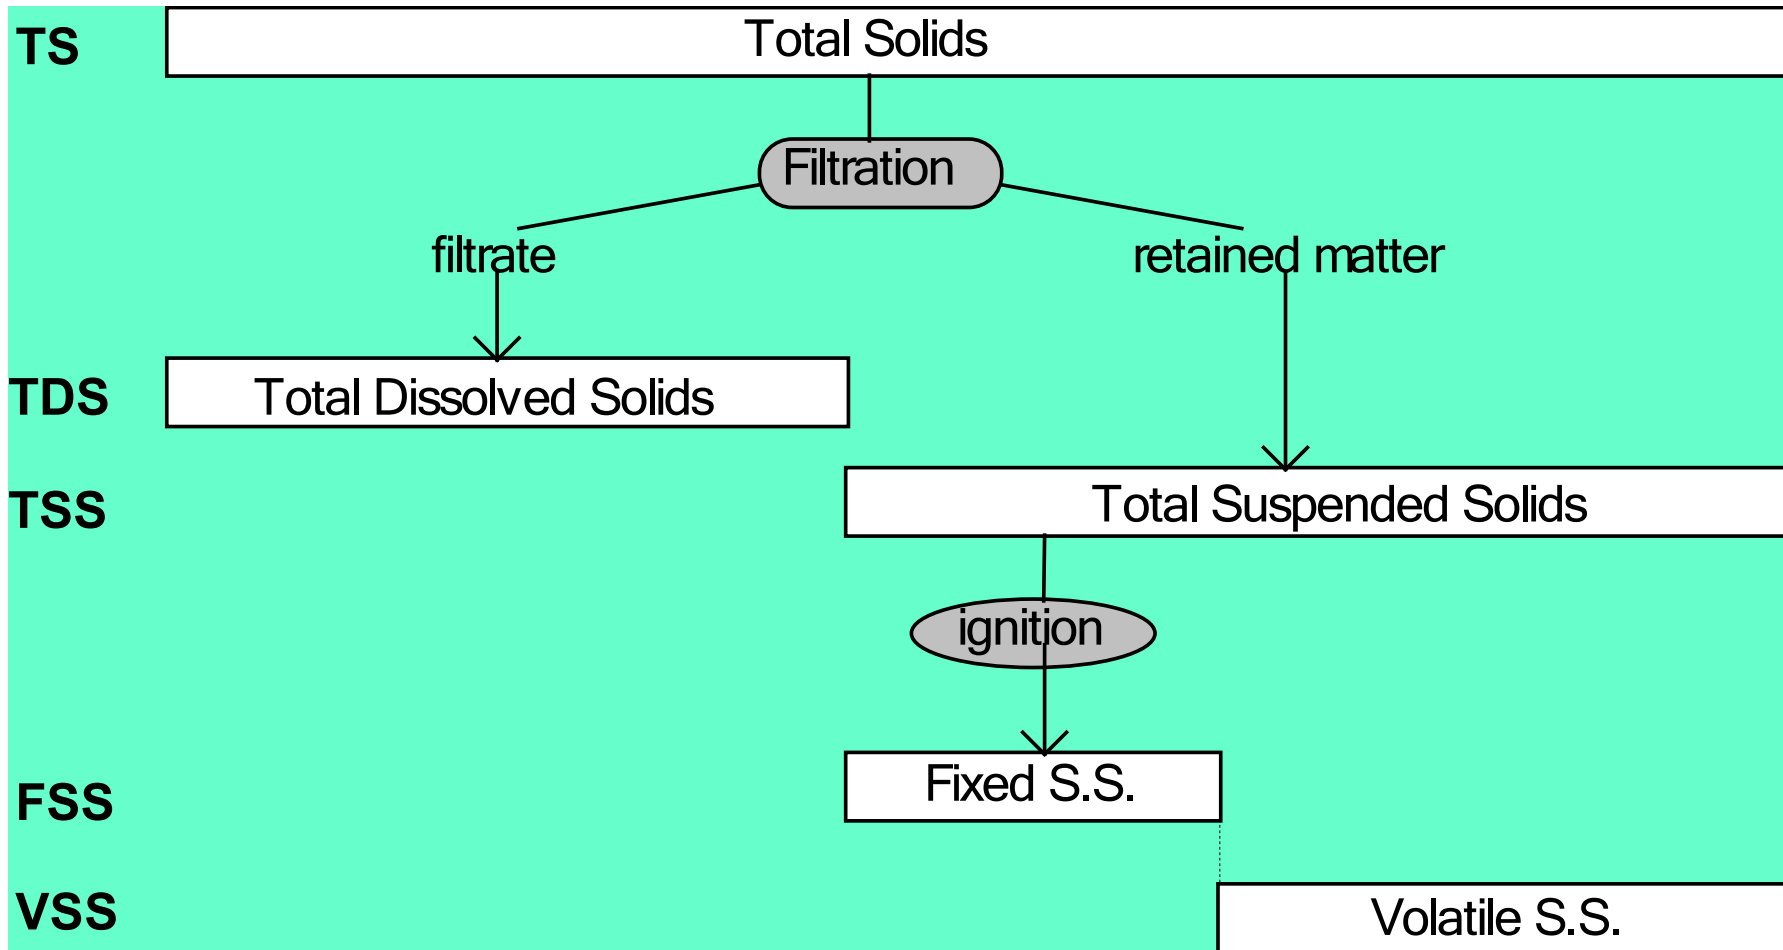 TS Total Solids
Filtration
filtrate retained matter
TDS Total Dissolved Solids
TSS Total Suspended Solids
ignition
FSS Fixed S.S.
VSS Volatile S.S.